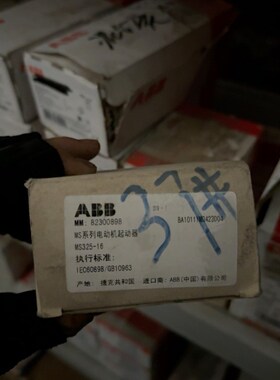 ABB
ABB
MM: 82300898
MS系列电动机起动器
MS325-16
执行标准:
IEC60898/GB10963
产地: 捷克共和国 进口商: ABB(中国)有限公司
37#